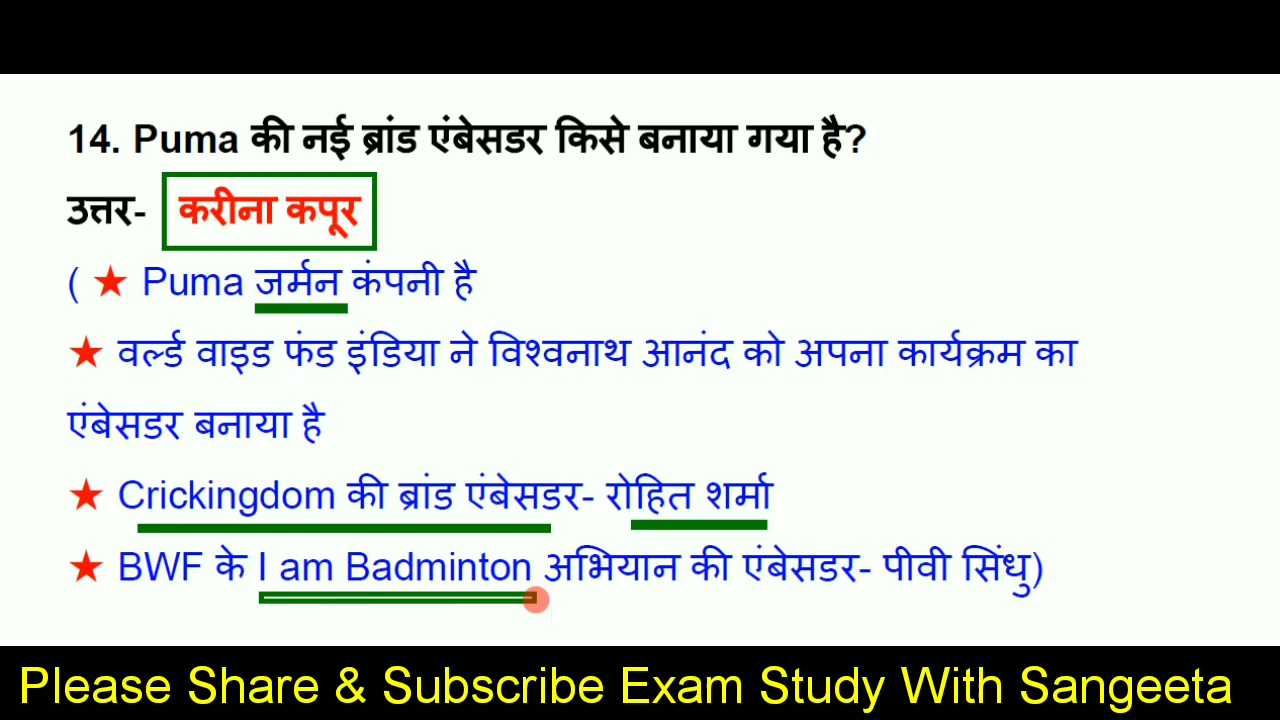 14. Puma की नई ब्रांड एंबेसडर किसे बनाया गया है?
उत्तर- करीना कपूर
( ★ Puma जर्मन कंपनी है
★ वर्ल्ड वाइड फंड इंडिया ने विश्वनाथ आनंद को अपना कार्यक्रम का
एंबेसडर बनाया है
★ Crickingdom की ब्रांड एंबेसडर- रोहित शर्मा
★ BWF के I am Badminton अभियान की एंबेसडर- पीवी सिंधु)
Please Share & Subscribe Exam Study With Sangeeta